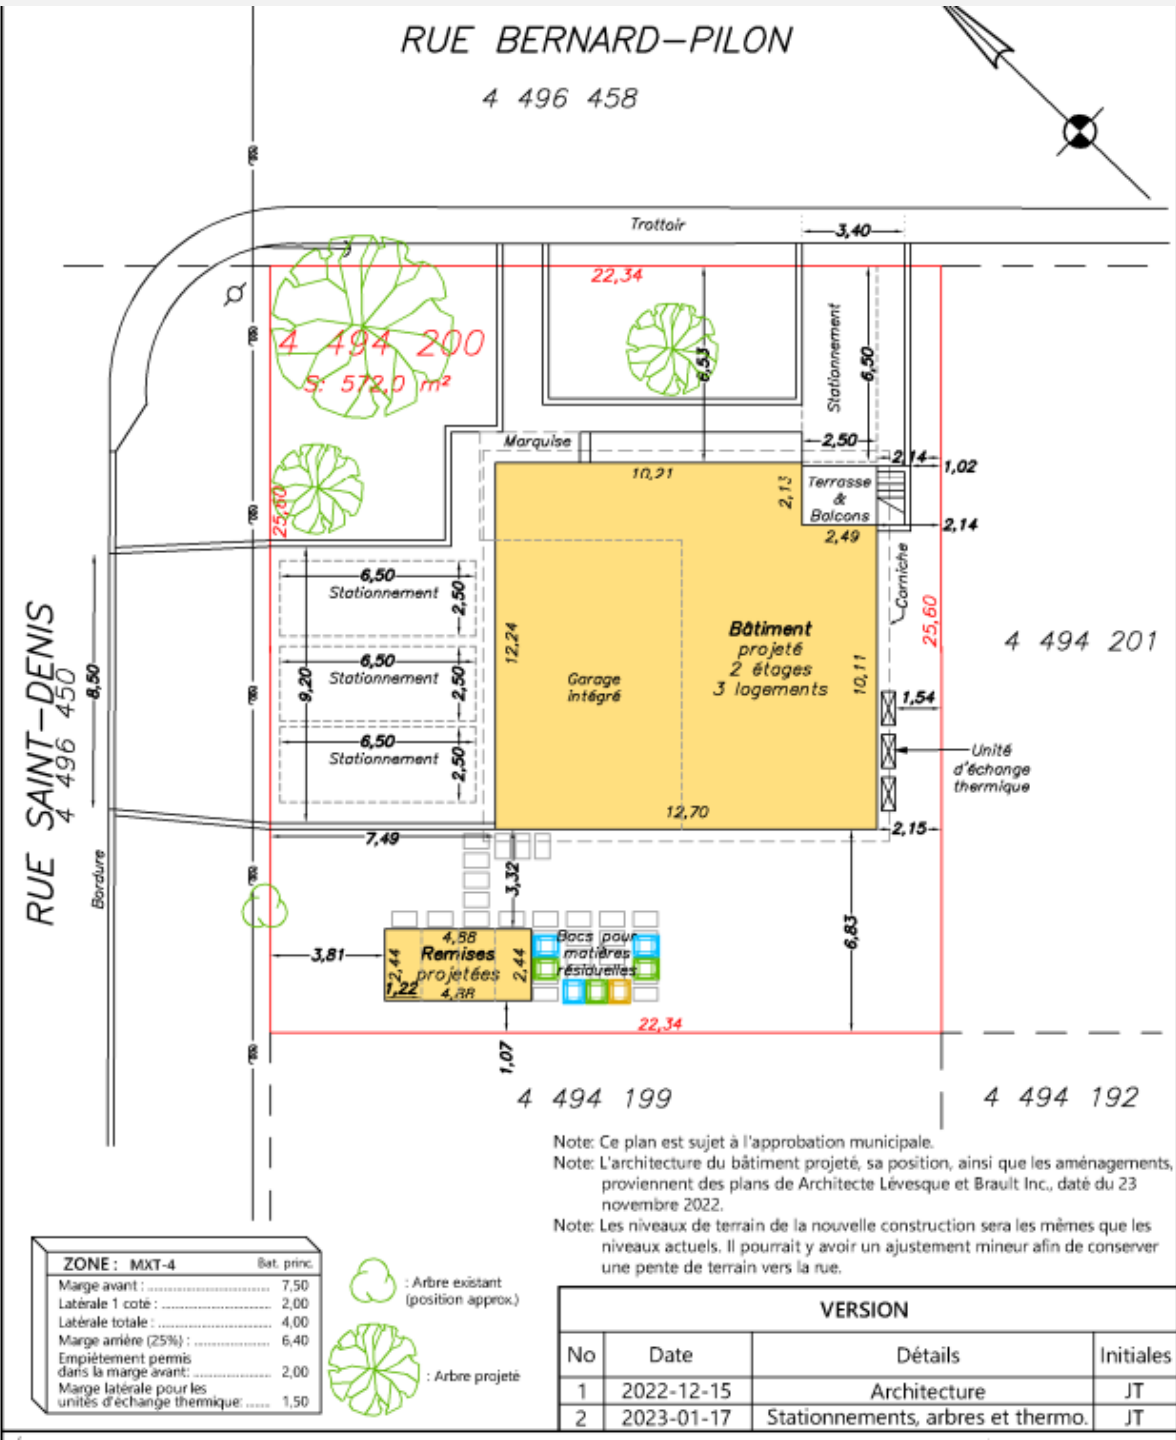 RUE BERNARD-PILON
4 496 458
Trottoir
3,40
22,34
4 494 200
S: 572,0 m²
6,53
Stationnement
6,50
2,50
Marquise
2,14
1,02
10,21
2,13
Terrasse
&
Balcons
2,14
2,49
25,60
Corniche
6,50
Stationnement
2,50
25,60
RUE SAINT-DENIS
4 496 450
8,50
9,20
12,24
Bâtiment
projeté
2 étages
3 logements
10,11
4 494 201
6,50
Stationnement
2,50
Garage
intégré
1,54
6,50
Stationnement
2,50
Unité
d'échange
thermique
12,70
2,15
7,49
Bordure
3,32
6,83
3,81
4,88
2,44
Remises
projetées
2,44
1,22
4,88
Bacs pour
matières
résiduelles
22,34
1,07
4 494 199
4 494 192
Note: Ce plan est sujet à l'approbation municipale.
Note: L'architecture du bâtiment projeté, sa position, ainsi que les aménagements,
proviennent des plans de Architecte Lévesque et Brault Inc., daté du 23
novembre 2022.
Note: Les niveaux de terrain de la nouvelle construction sera les mêmes que les
niveaux actuels. Il pourrait y avoir un ajustement mineur afin de conserver
une pente de terrain vers la rue.
ZONE : MXT-4 Bat. princ.
Marge avant : 7,50
Latérale 1 coté : 2,00
Latérale totale : 4,00
Marge arrière (25%) : 6,40
Empiètement permis
dans la marge avant: 2,00
Marge latérale pour les
unités d'échange thermique: 1,50
: Arbre existant
(position approx.)
: Arbre projeté
VERSION
No Date Détails Initiales
1 2022-12-15 Architecture JT
2 2023-01-17 Stationnements, arbres et thermo. JT